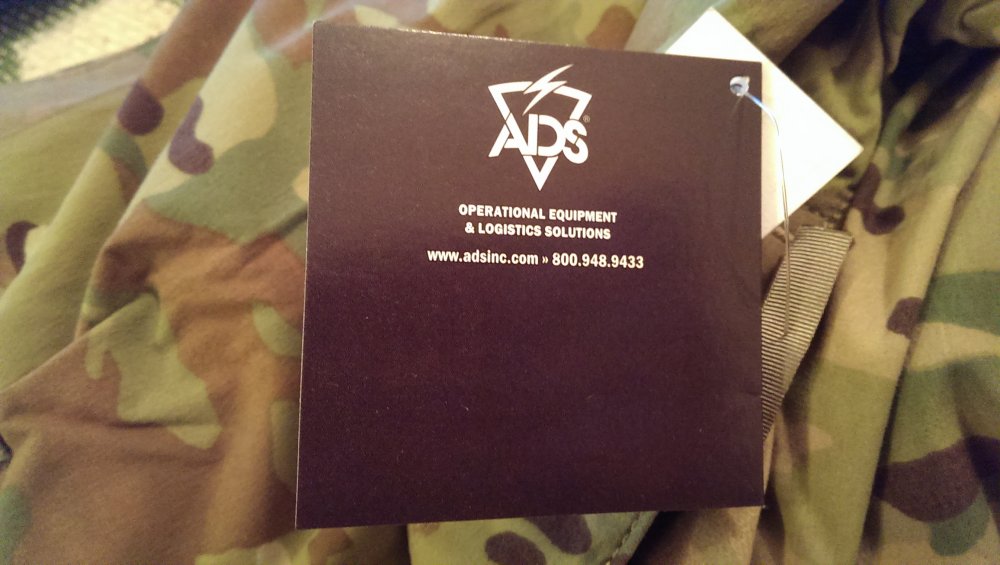 ADS®
OPERATIONAL EQUIPMENT
& LOGISTICS SOLUTIONS
www.adsinc.com » 800.948.9433